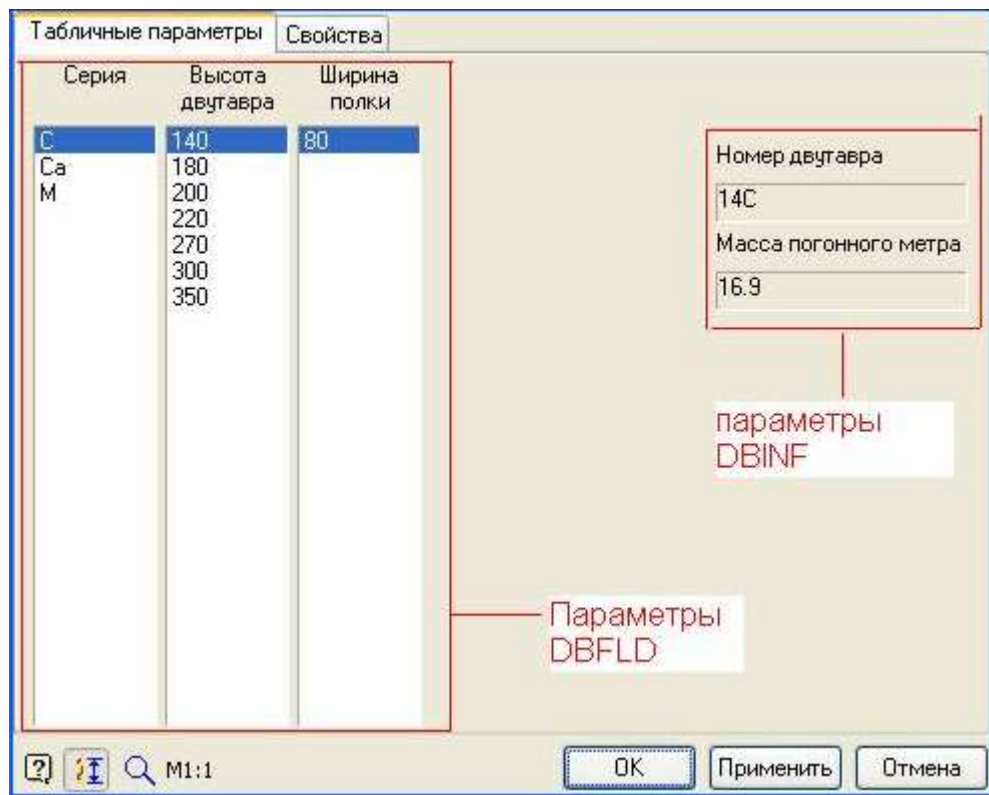 Табличные параметры
Свойства
Серия
Высота
двутавра
Ширина
полки
С
Са
М
140
180
200
220
270
300
350
80
Номер двутавра
14С
Масса погонного метра
16.9
параметры
DBINF
Параметры
DBFLD
М1:1
OK
Применить
Отмена